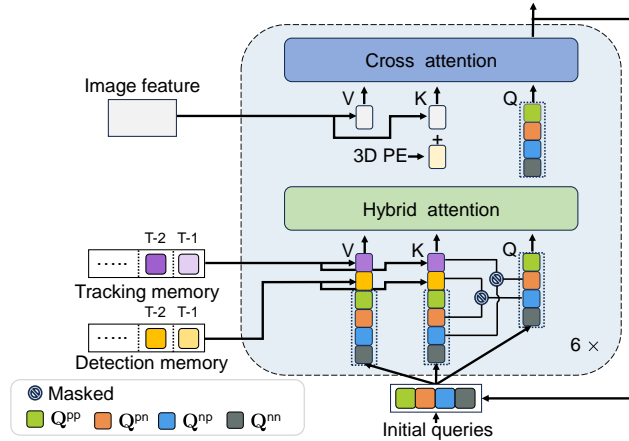 Cross attention
Image feature
V
K
Q
+
3D PE
Hybrid attention
V
K
Q
T-2 T-1
..... 
Tracking memory
T-2 T-1
.....
Detection memory
6 ×
Masked
Qpp Qpn Qnp Qnn
Initial queries